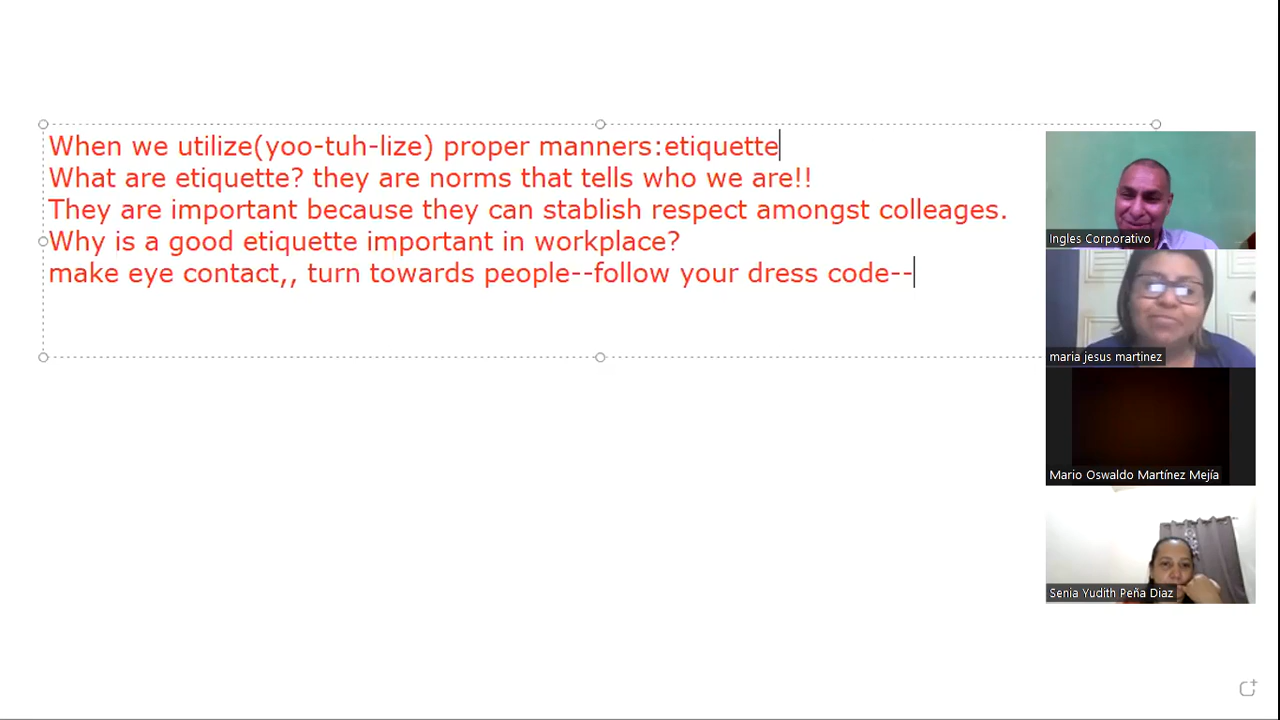 When we utilize(yoo-tuh-lize) proper manners:etiquette
What are etiquette? they are norms that tells who we are!!
They are important because they can stablish respect amongst colleages.
Why is a good etiquette important in workplace?
make eye contact,, turn towards people--follow your dress code--
Ingles Corporativo
maria jesus martinez
Mario Oswaldo Martínez Mejía
Senia Yudith Peña Diaz